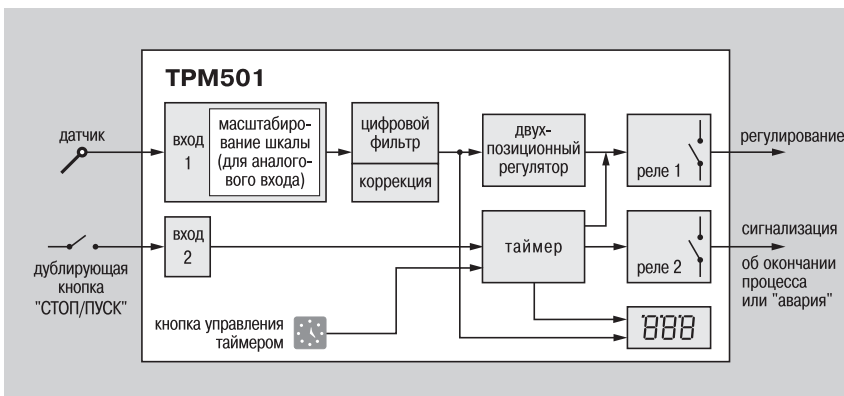 ТРМ501
датчик
вход
1
масштабиро-
вание шкалы
(для аналого-
вого входа)
цифровой
фильтр
коррекция
двух-
позиционный
регулятор
реле 1
регулирование
дублирующая
кнопка
"СТОП/ПУСК"
вход
2
таймер
реле 2
сигнализация
об окончании
процесса
или "авария"
кнопка управления
таймером
888